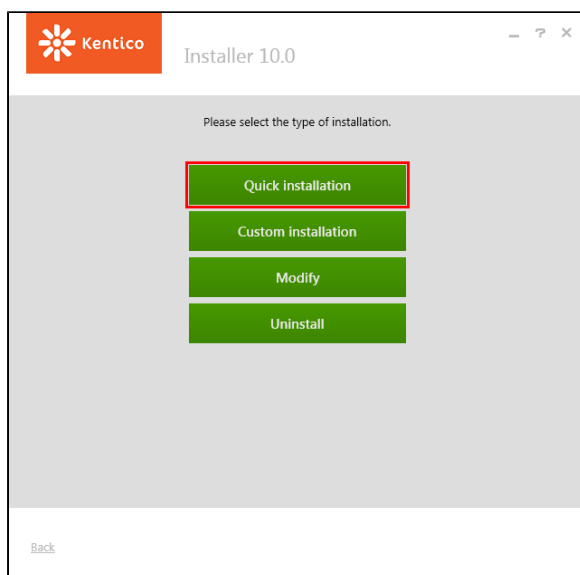 Kentico
Installer 10.0
Please select the type of installation.
Quick installation
Custom installation
Modify
Uninstall
Back